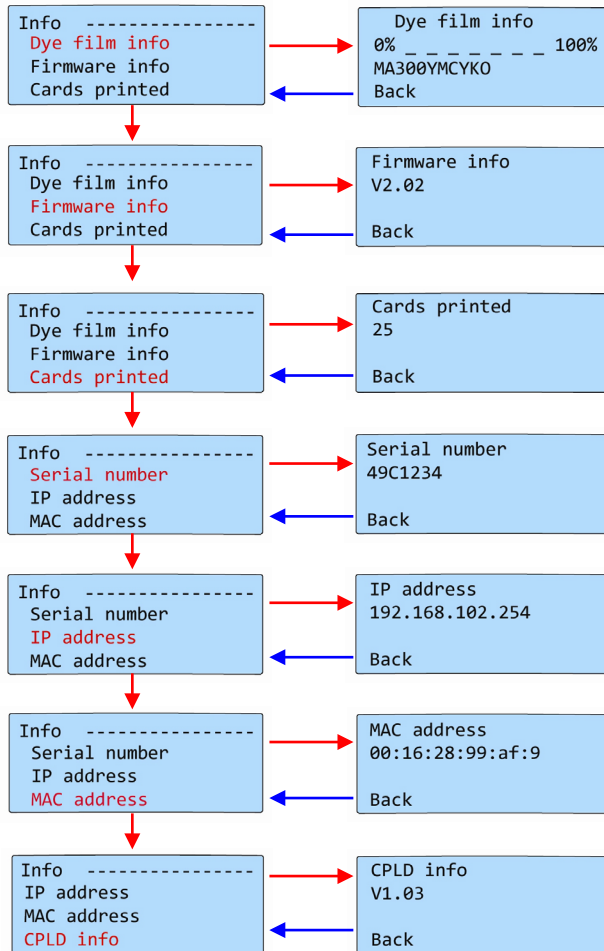 Info ----------------
Dye film info
Firmware info
Cards printed
Dye film info
0% _ _ _ _ _ _ _ 100%
MA300YMCYKO
Back
Info ----------------
Dye film info
Firmware info
Cards printed
Firmware info
V2.02
Back
Info ----------------
Dye film info
Firmware info
Cards printed
Cards printed
25
Back
Info ----------------
Serial number
IP address
MAC address
Serial number
49C1234
Back
Info ----------------
Serial number
IP address
MAC address
IP address
192.168.102.254
Back
Info ----------------
Serial number
IP address
MAC address
MAC address
00:16:28:99:af:9
Back
Info ----------------
IP address
MAC address
CPLD info
CPLD info
V1.03
Back